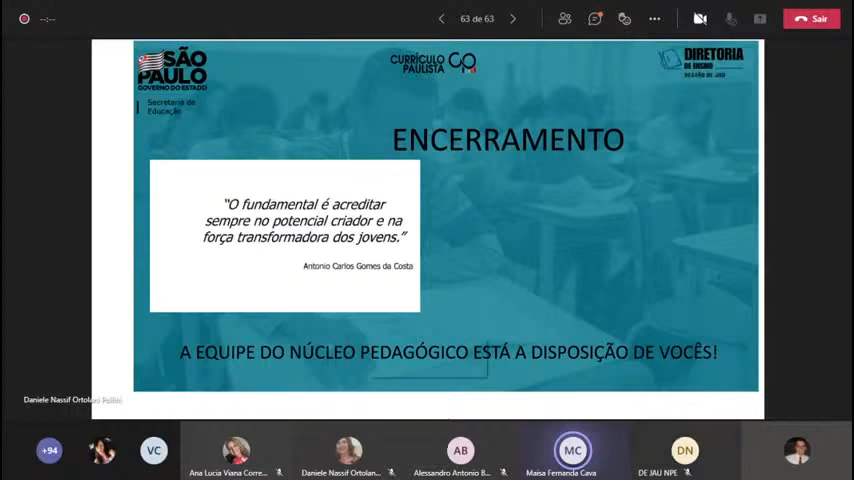 --:--
63 de 63
Sair
SÃO
PAULO
GOVERNO DO ESTADO
Secretaria de
Educação
CURRÍCULO
PAULISTA
DIRETORIA
DE ENSINO
REGIÃO DE JAÚ
ENCERRAMENTO
“O fundamental é acreditar
sempre no potencial criador e na
força transformadora dos jovens.”
Antonio Carlos Gomes da Costa
A EQUIPE DO NÚCLEO PEDAGÓGICO ESTÁ A DISPOSIÇÃO DE VOCÊS!
Daniele Nassif Ortolani Pollini
+94
VC
AB
MC
DN
Ana Lucia Viana Corre...
Daniele Nassif Ortolan...
Alessandro Antonio B...
Maisa Fernanda Cava
DE JAU NPE